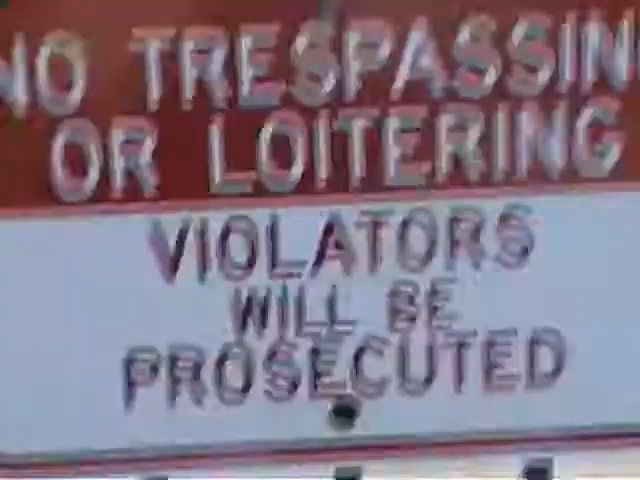 NO TRESPASSING
OR LOITERING
VIOLATORS
WILL BE
PROSECUTED